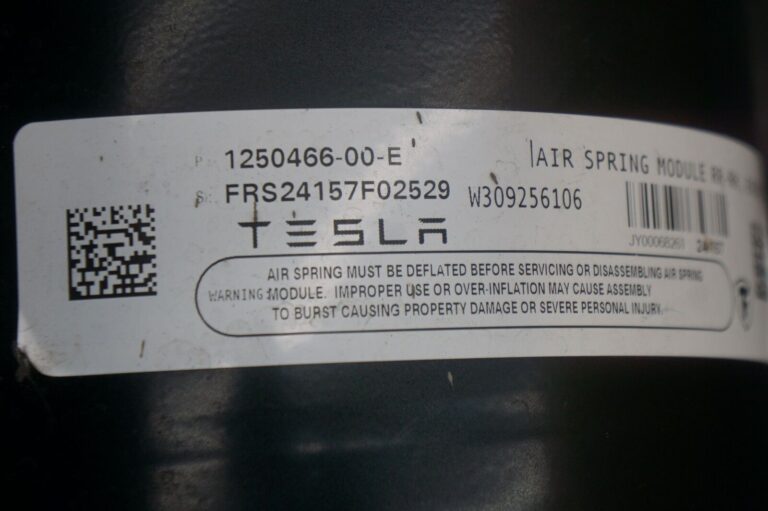 P: 1250466-00-E
AIR SPRING MODULE
S: FRS24157F02529
W309256106
TESLA
JY00068261
WARNING:
AIR SPRING MUST BE DEFLATED BEFORE SERVICING OR DISASSEMBLING AIR SPRING
MODULE. IMPROPER USE OR OVER-INFLATION MAY CAUSE ASSEMBLY
TO BURST CAUSING PROPERTY DAMAGE OR SEVERE PERSONAL INJURY.